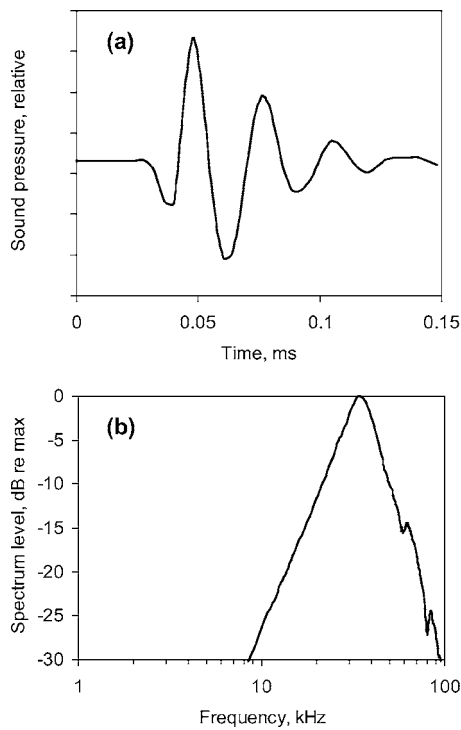 (a)
Sound pressure, relative
0 0.05 0.1 0.15
Time, ms
(b)
Spectrum level, dB re max
0
-5
-10
-15
-20
-25
-30
1 10 100
Frequency, kHz